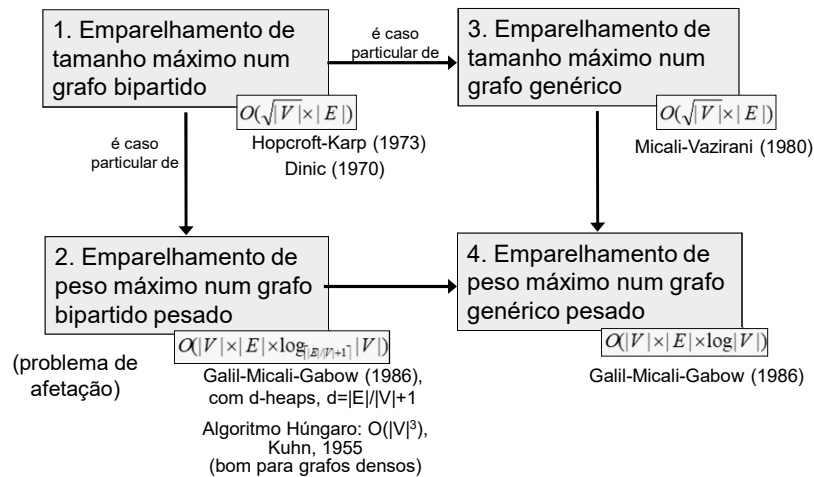 1. Emparelhamento de
tamanho máximo num
grafo bipartido
O(√|V|×|E|)
Hopcroft-Karp (1973)
Dinic (1970)
é caso
particular de
3. Emparelhamento de
tamanho máximo num
grafo genérico
O(√|V|×|E|)
Micali-Vazirani (1980)
é caso
particular de
2. Emparelhamento de
peso máximo num grafo
bipartido pesado
O(|V|×|E|×log⌈|E|/|V|+1⌉|V|)
(problema de
afetação)
Galil-Micali-Gabow (1986),
com d-heaps, d=|E|/|V|+1
Algoritmo Húngaro: O(|V|³),
Kuhn, 1955
(bom para grafos densos)
4. Emparelhamento de
peso máximo num grafo
genérico pesado
O(|V|×|E|×log|V|)
Galil-Micali-Gabow (1986)